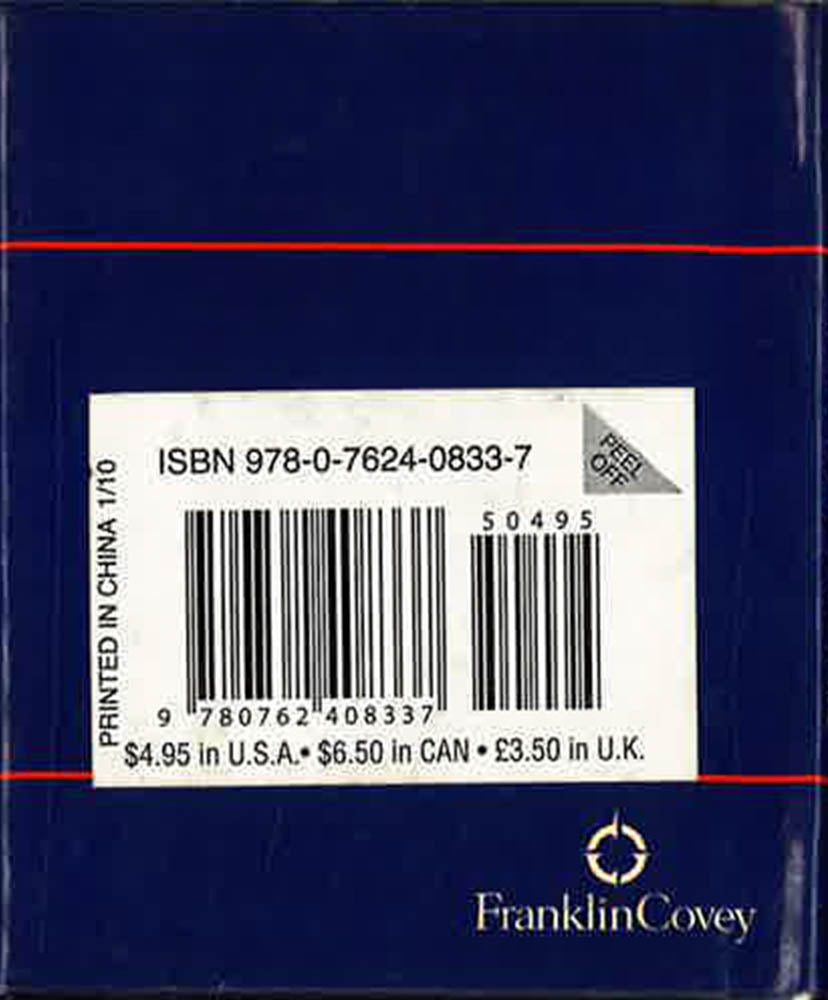 ISBN 978-0-7624-0833-7
PEEL
OFF
PRINTED IN CHINA 1/10
50495
9 780762 408337
$4.95 in U.S.A.• $6.50 in CAN • £3.50 in U.K.
FranklinCovey